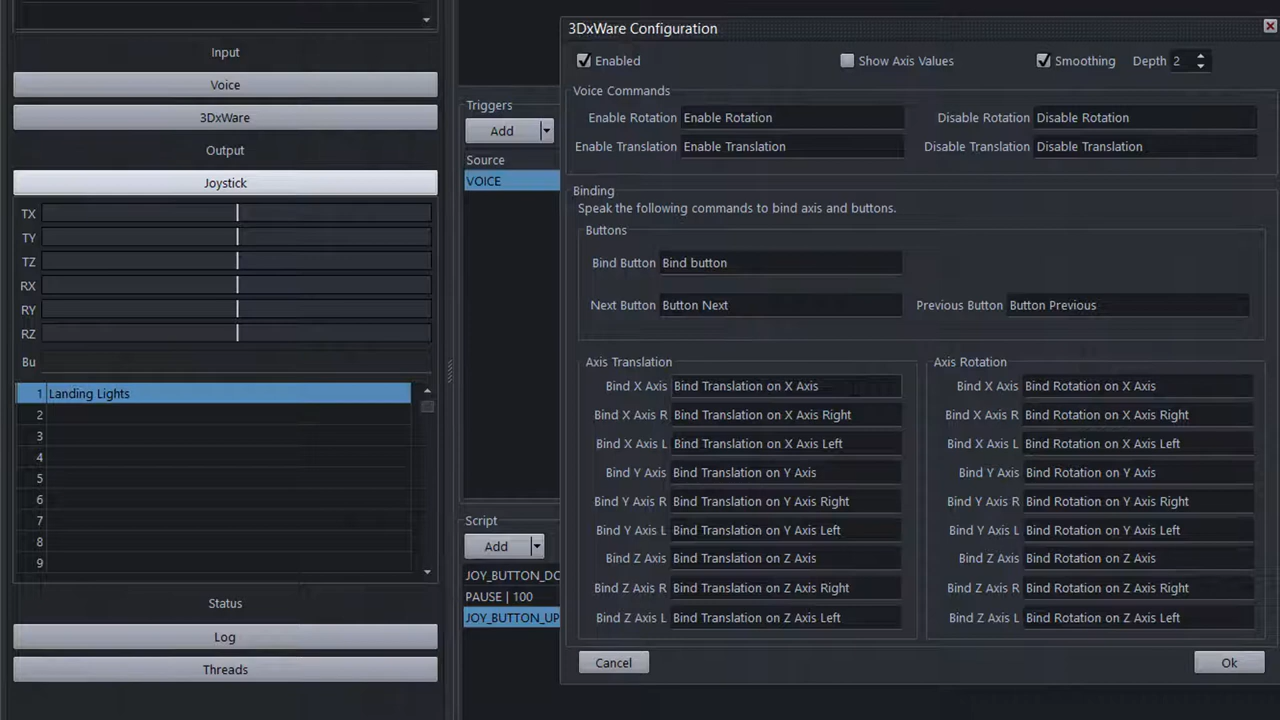 Input
Voice
3DxWare
Output
Joystick
TX
TY
TZ
RX
RY
RZ
Bu
1 Landing Lights
2
3
4
5
6
7
8
9
Status
Log
Threads
Triggers
Add
Source
VOICE
Script
Add
JOY_BUTTON_DO
PAUSE | 100
JOY_BUTTON_UP
3DxWare Configuration
Enabled Show Axis Values Smoothing Depth 2
Voice Commands
Enable Rotation Enable Rotation Disable Rotation Disable Rotation
Enable Translation Enable Translation Disable Translation Disable Translation
Binding
Speak the following commands to bind axis and buttons.
Buttons
Bind Button Bind button
Next Button Button Next Previous Button Button Previous
Axis Translation
Bind X Axis Bind Translation on X Axis
Bind X Axis R Bind Translation on X Axis Right
Bind X Axis L Bind Translation on X Axis Left
Bind Y Axis Bind Translation on Y Axis
Bind Y Axis R Bind Translation on Y Axis Right
Bind Y Axis L Bind Translation on Y Axis Left
Bind Z Axis Bind Translation on Z Axis
Bind Z Axis R Bind Translation on Z Axis Right
Bind Z Axis L Bind Translation on Z Axis Left
Axis Rotation
Bind X Axis Bind Rotation on X Axis
Bind X Axis R Bind Rotation on X Axis Right
Bind X Axis L Bind Rotation on X Axis Left
Bind Y Axis Bind Rotation on Y Axis
Bind Y Axis R Bind Rotation on Y Axis Right
Bind Y Axis L Bind Rotation on Y Axis Left
Bind Z Axis Bind Rotation on Z Axis
Bind Z Axis R Bind Rotation on Z Axis Right
Bind Z Axis L Bind Rotation on Z Axis Left
Cancel
Ok